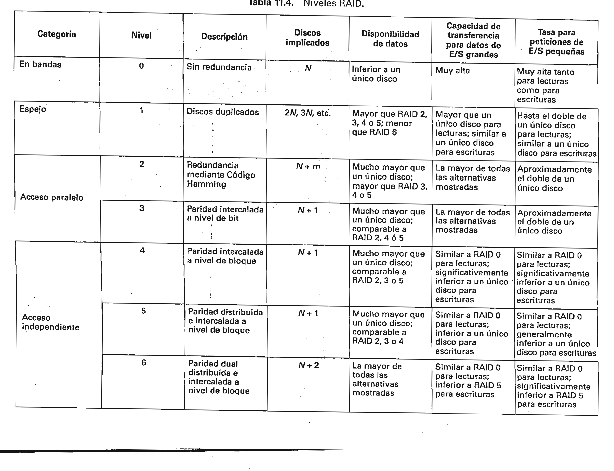 Tabla 11.4. Niveles RAID.
Categoría
Nivel
Descripción
Discos
implicados
Disponibilidad
de datos
Capacidad de
transferencia
para datos de
E/S grandes
Tasa para
peticiones de
E/S pequeñas
En bandas
0
Sin redundancia
N
Inferior a un
único disco
Muy alta
Muy alta tanto
para lecturas
como para
escrituras
Espejo
1
Discos duplicados
2N, 3N, etc.
Mayor que RAID 2,
3, 4 o 5; menor
que RAID 6
Mayor que un
único disco para
lecturas; similar a
un único disco
para escrituras
Hasta el doble de
un único disco
para lecturas;
similar a un único
disco para escrituras
Acceso paralelo
2
Redundancia
mediante Código
Hamming
N + m
Mucho mayor que
un único disco;
mayor que RAID 3,
4 o 5
La mayor de todas
las alternativas
mostradas
Aproximadamente
el doble de un
único disco
3
Paridad intercalada
a nivel de bit
N + 1
Mucho mayor que
un único disco;
comparable a
RAID 2, 4 ó 5
La mayor de todas
las alternativas
mostradas
Aproximadamente
el doble de un
único disco
Acceso
independiente
4
Paridad intercalada
a nivel de bloque
N + 1
Mucho mayor que
un único disco;
comparable a
RAID 2, 3 o 5
Similar a RAID 0
para lecturas;
significativamente
inferior a un único
disco para
escrituras
Similar a RAID 0
para lecturas;
significativamente
inferior a un único
disco para
escrituras
5
Paridad distribuida
e intercalada a
nivel de bloque
N + 1
Mucho mayor que
un único disco;
comparable a
RAID 2, 3 o 4
Similar a RAID 0
para lecturas;
inferior a un único
disco para
escrituras
Similar a RAID 0
para lecturas;
generalmente
inferior a un único
disco para escrituras
6
Paridad dual
distribuida e
intercalada a
nivel de bloque
N + 2
La mayor de
todas las
alternativas
mostradas
Similar a RAID 0
para lecturas;
inferior a RAID 5
para escrituras
Similar a RAID 0
para lecturas;
significativamente
inferior a RAID 5
para escrituras